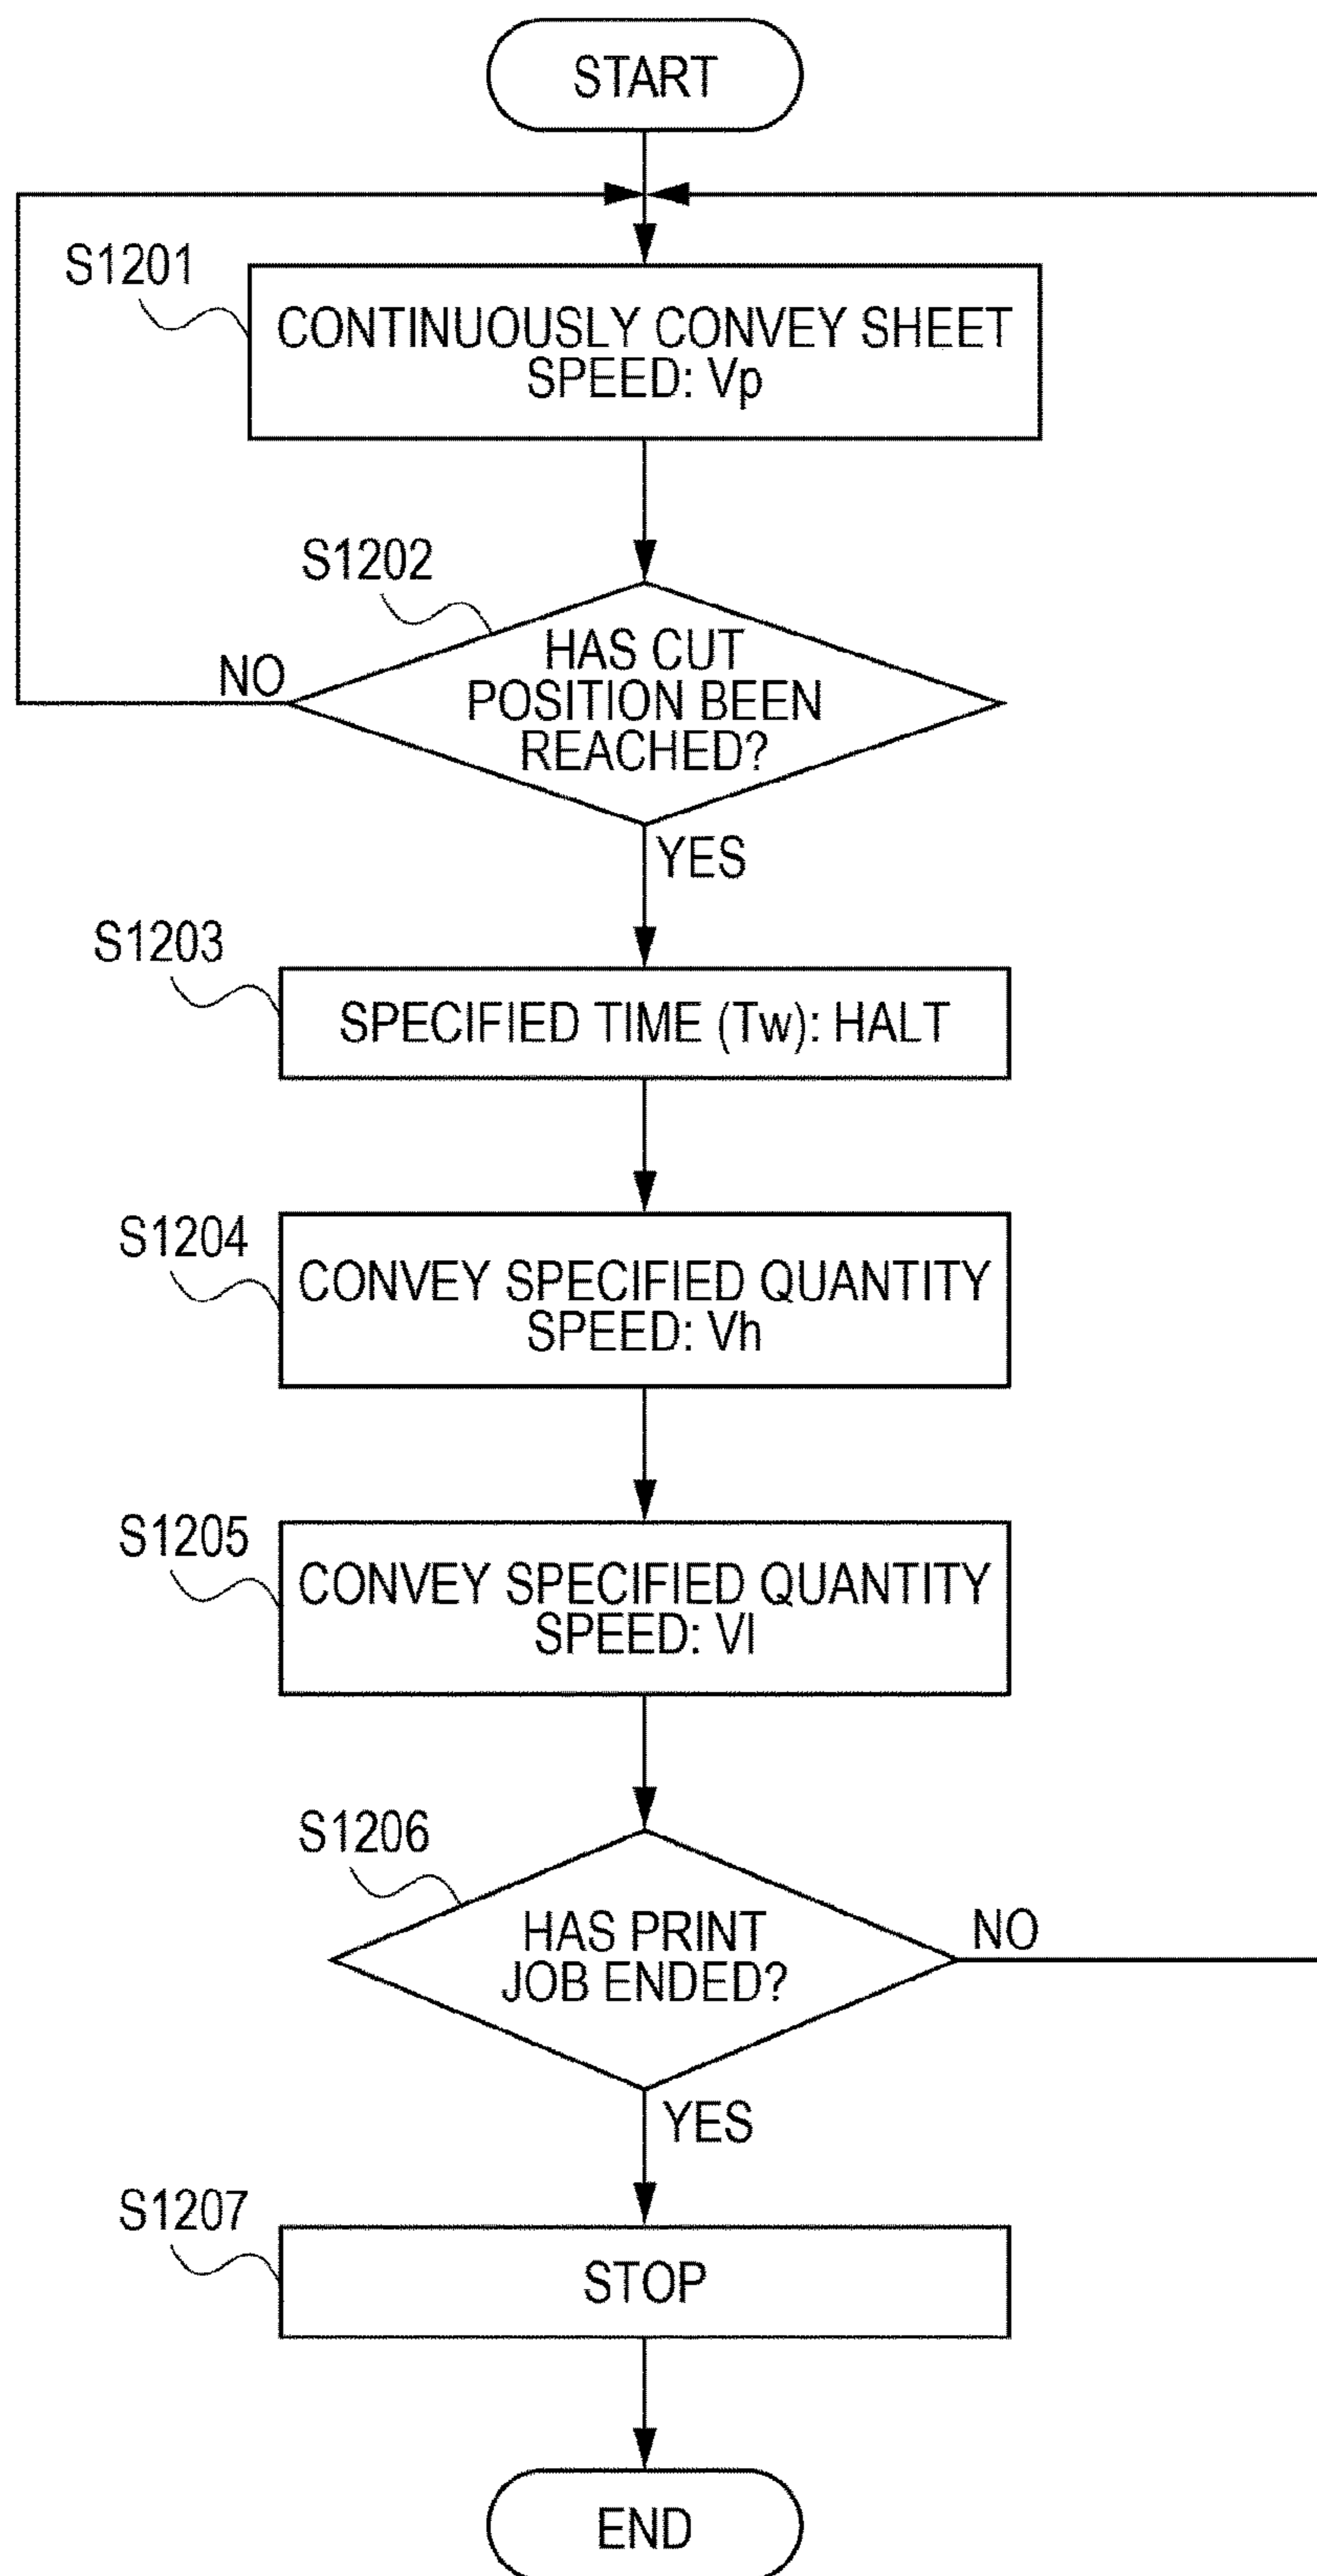 START
S1201
CONTINUOUSLY CONVEY SHEET
SPEED: Vp
S1202
HAS CUT
POSITION BEEN
REACHED?
NO
YES
S1203
SPECIFIED TIME (Tw): HALT
S1204
CONVEY SPECIFIED QUANTITY
SPEED: Vh
S1205
CONVEY SPECIFIED QUANTITY
SPEED: Vl
S1206
HAS PRINT
JOB ENDED?
NO
YES
S1207
STOP
END